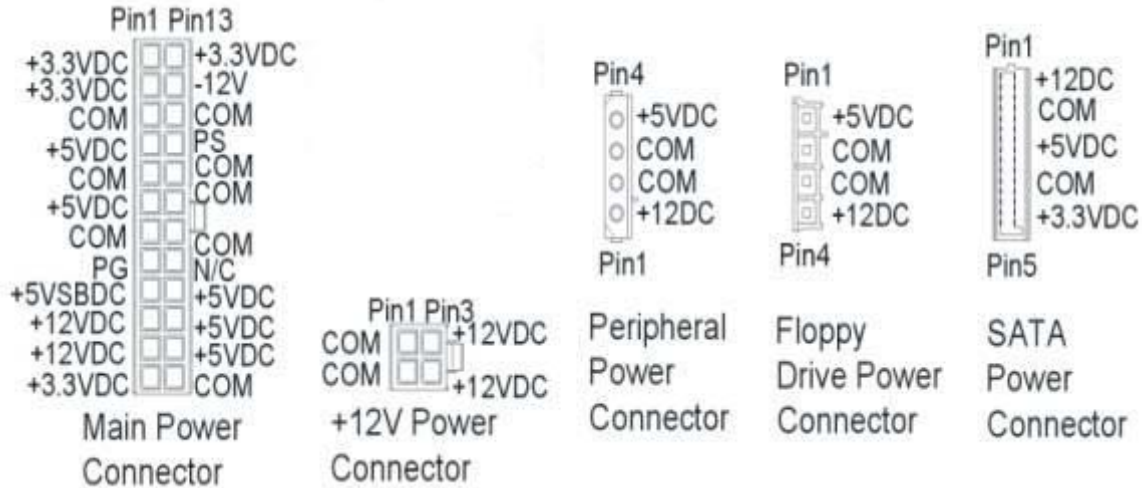 Pin1 Pin13
+3.3VDC +3.3VDC
+3.3VDC -12V
COM COM
+5VDC PS
COM COM
+5VDC COM
COM COM
PG N/C
+5VSBDC +5VDC
+12VDC +5VDC
+12VDC +5VDC
+3.3VDC COM
Main Power
Connector
Pin1 Pin3
COM +12VDC
COM +12VDC
+12V Power
Connector
Pin4
+5VDC
COM
COM
+12DC
Pin1
Peripheral
Power
Connector
Pin1
+5VDC
COM
COM
+12DC
Pin4
Floppy
Drive Power
Connector
Pin1
+12DC
COM
+5VDC
COM
+3.3VDC
Pin5
SATA
Power
Connector